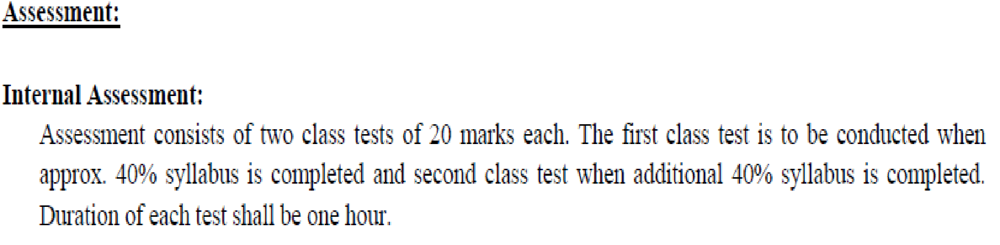 Assessment:
Internal Assessment:
Assessment consists of two class tests of 20 marks each. The first class test is to be conducted when
approx. 40% syllabus is completed and second class test when additional 40% syllabus is completed.
Duration of each test shall be one hour.